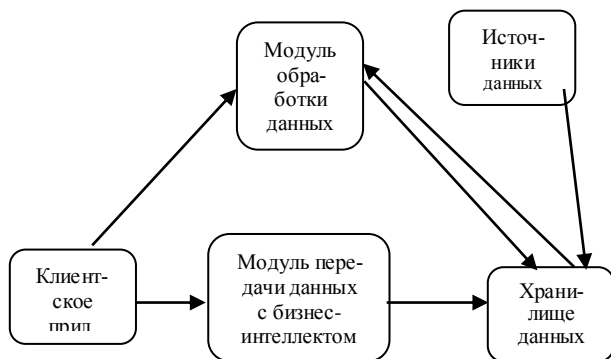 Модуль
обра-
ботки
данных
Источ-
ники
данных
Клиент-
ское
Модуль пере-
дачи данных
с бизнес-
интеллектом
Храни-
лище
данных